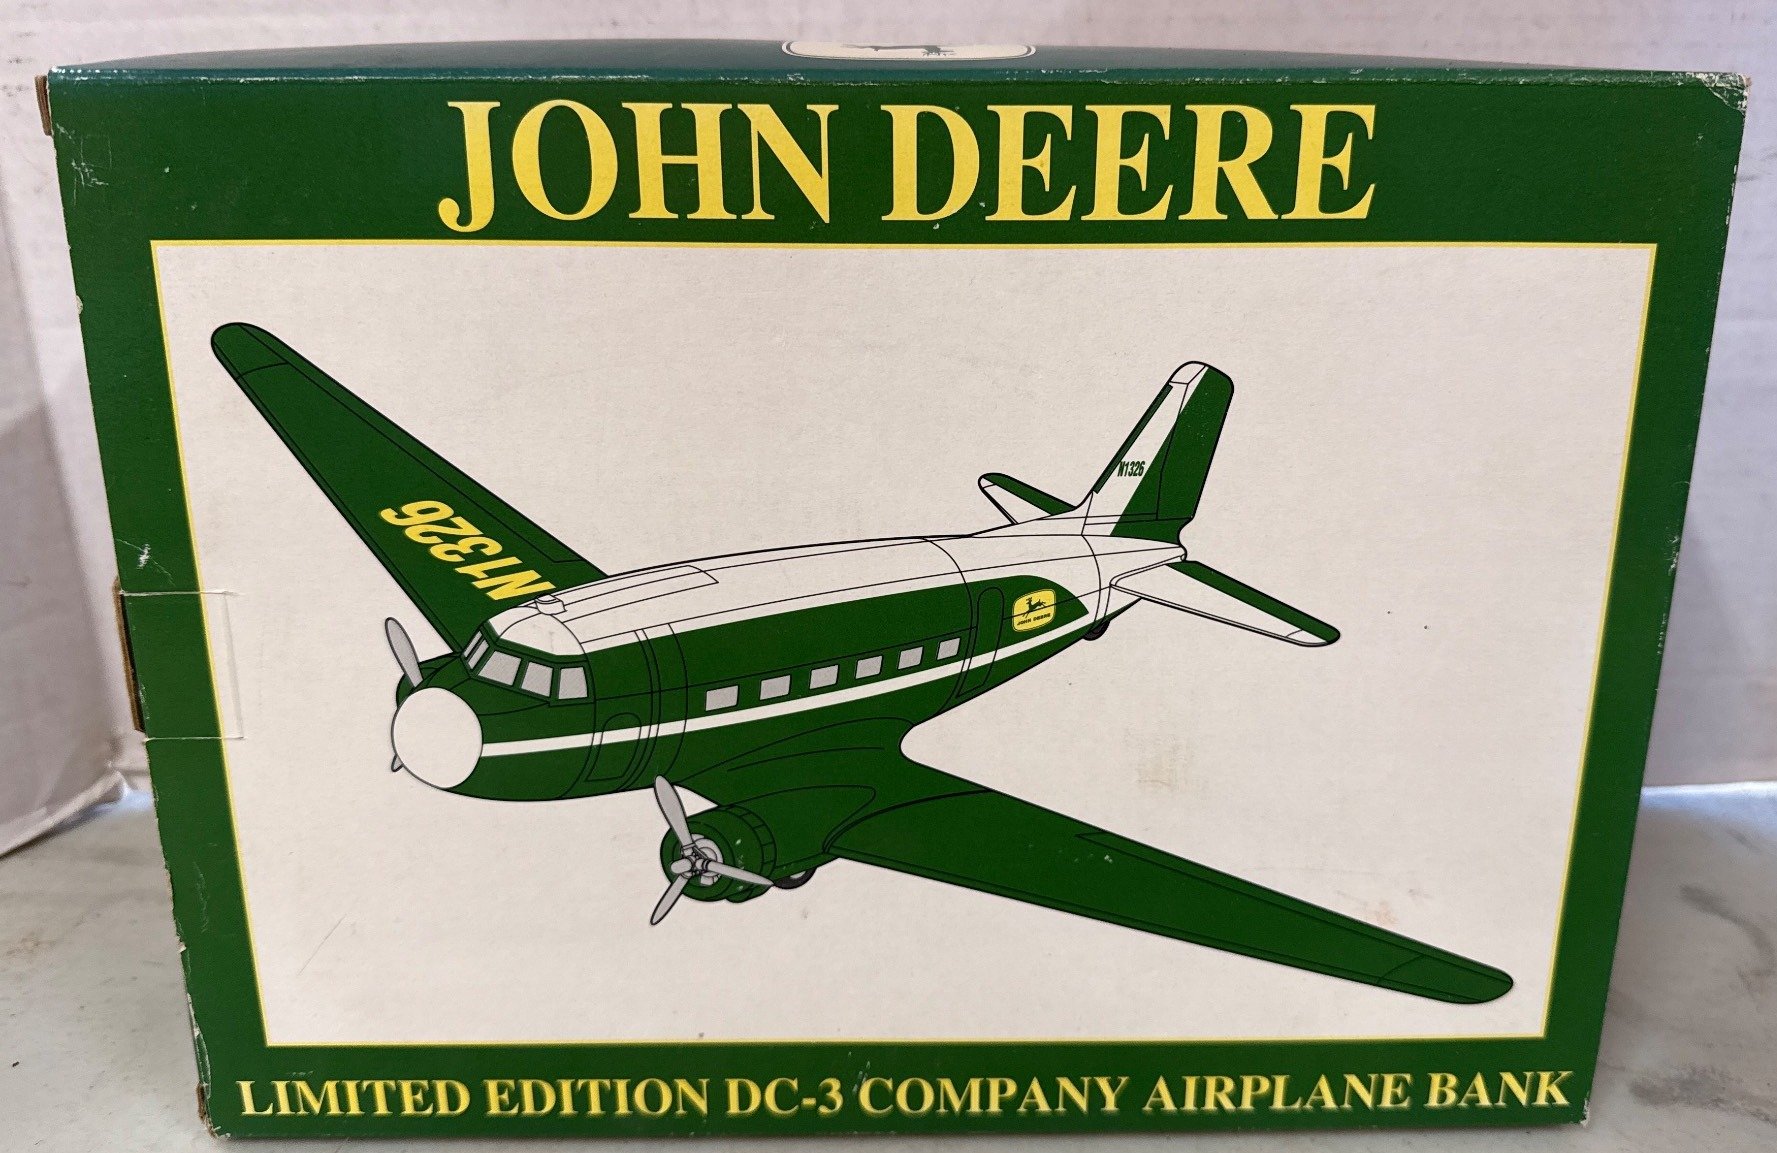 JOHN DEERE
N1326
N1326
JOHN DEERE
LIMITED EDITION DC-3 COMPANY AIRPLANE BANK